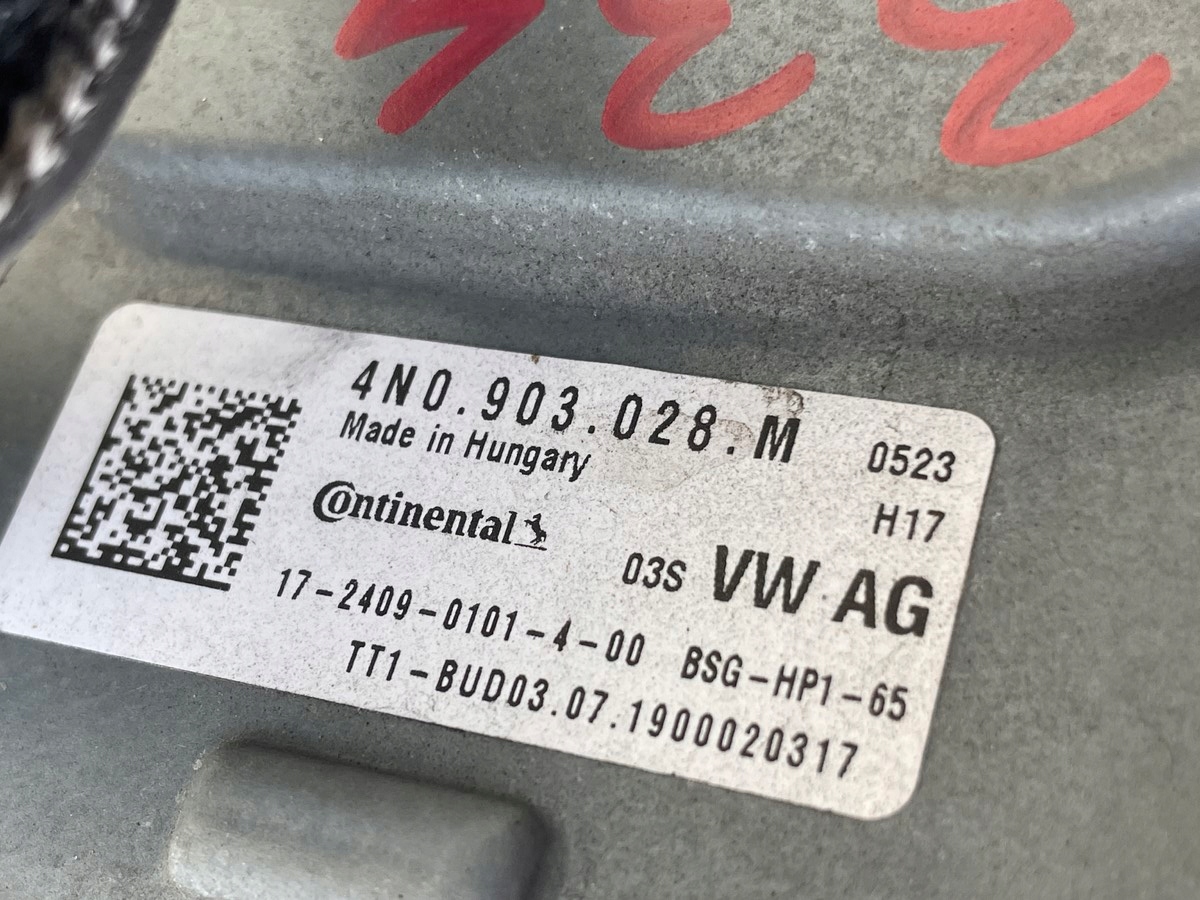 4N0.903.028.M 0523
Made in Hungary H17
Continental 03S VW AG
17-2409-0101-4-00 BSG-HP1-65
TT1-BUD03.07.1900020317